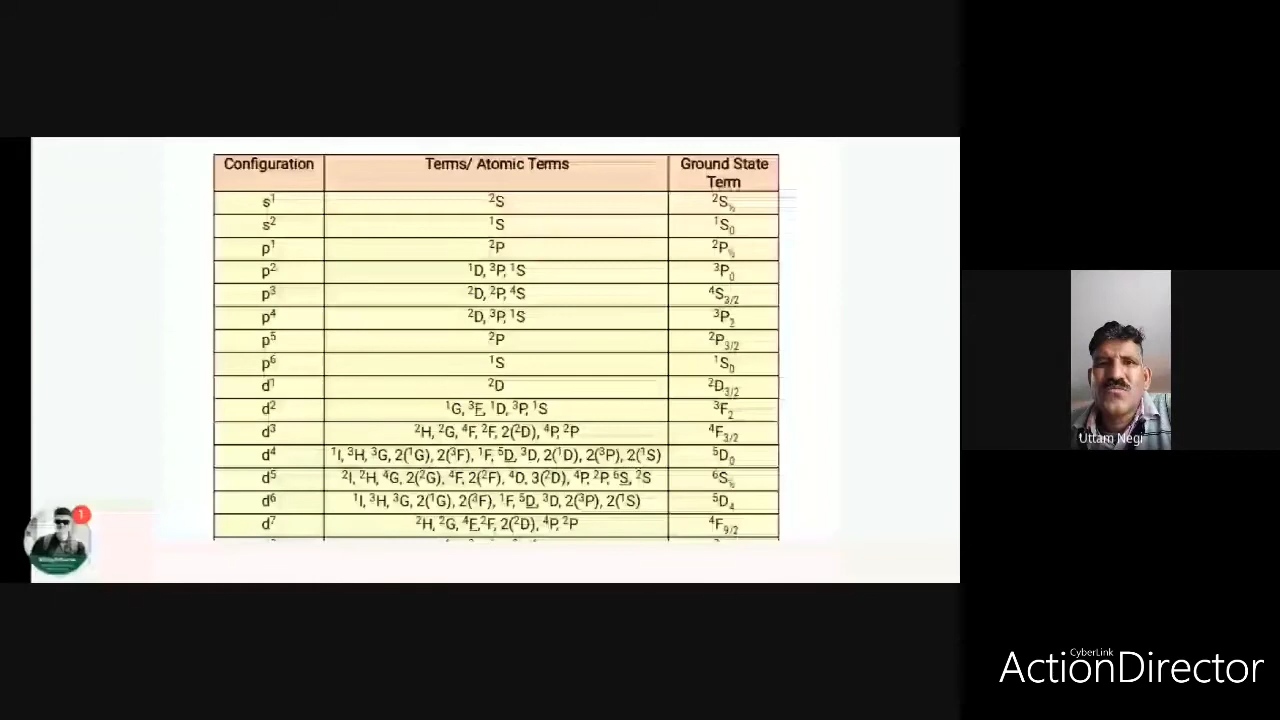 Configuration Terms/ Atomic Terms Ground State Term
s¹ ²S ²S½
s² ¹S ¹S₀
p¹ ²P ²P½
p² ¹D, ³P, ¹S ³P₀
p³ ²D, ²P, ⁴S ⁴S₃/₂
p⁴ ²D, ³P, ¹S ³P₂
p⁵ ²P ²P₃/₂
p⁶ ¹S ¹S₀
d¹ ²D ²D₃/₂
d² ¹G, ³F, ¹D, ³P, ¹S ³F₂
d³ ²H, ²G, ⁴F, ²F, 2(²D), ⁴P, ²P ⁴F₃/₂
d⁴ ¹I, ³H, ³G, 2(¹G), 2(³F), ¹F, ⁵D, ³D, 2(¹D), 2(³P), 2(¹S) ⁵D₀
d⁵ ²I, ²H, ⁴G, 2(²G), ⁴F, 2(²F), ⁴D, 3(²D), ⁴P, ²P, ⁶S, ²S ⁶S
d⁶ ¹I, ³H, ³G, 2(¹G), 2(³F), ¹F, ⁵D, ³D, 2(³P), 2(¹S) ⁵D₄
d⁷ ²H, ²G, ⁴F, ²F, 2(²D), ⁴P, ²P ⁴F₉/₂
1
Uttam Negi
CyberLink
ActionDirector